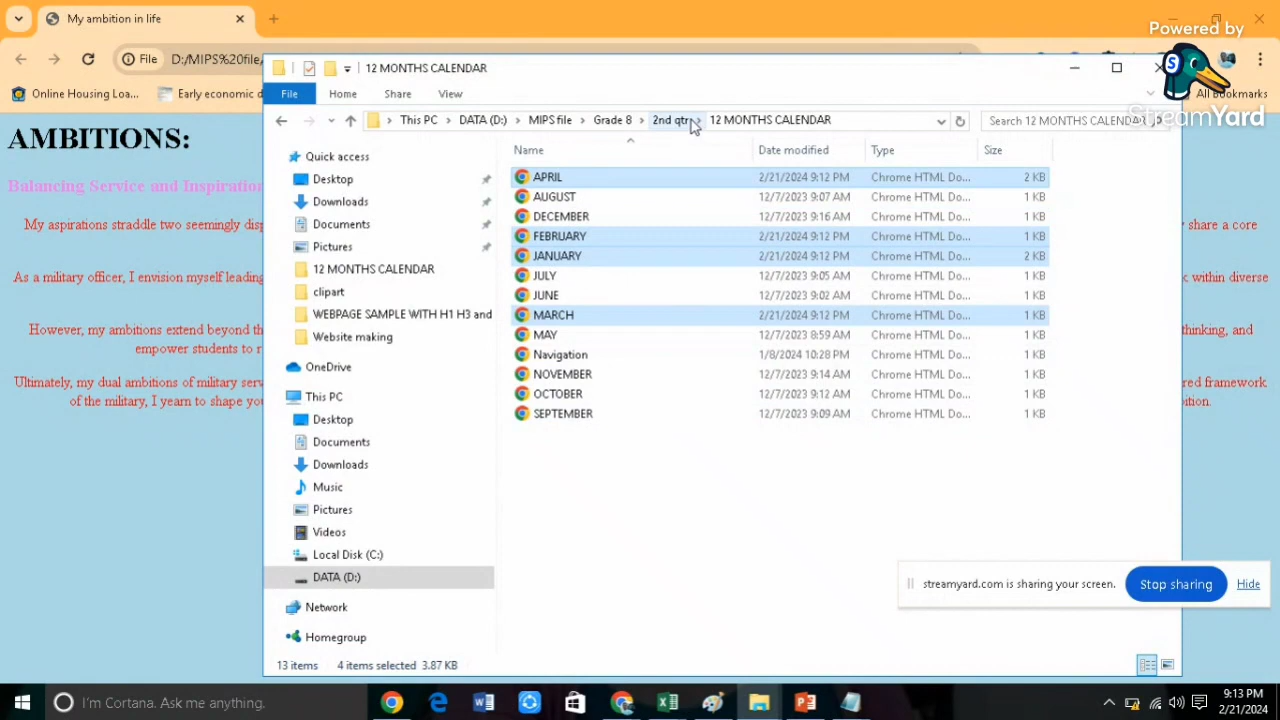 My ambition in life
Powered by
File
D:/MIPS%20file/
Online Housing Loa...
Early economic d
All Bookmarks
StreamYard
AMBITIONS:
Balancing Service and Inspiration
My aspirations straddle two seemingly disp
y share a core
As a military officer, I envision myself leading
k within diverse
However, my ambitions extend beyond th
thinking, and
empower students to r
Ultimately, my dual ambitions of military serv
red framework
of the military, I yearn to shape you
ition.
12 MONTHS CALENDAR
File
Home
Share
View
This PC
DATA (D:)
MIPS file
Grade 8
2nd qtr
12 MONTHS CALENDAR
Search 12 MONTHS CALENDAR
Name
Date modified
Type
Size
Quick access
Desktop
Downloads
Documents
Pictures
12 MONTHS CALENDAR
clipart
WEBPAGE SAMPLE WITH H1 H3 and
Website making
OneDrive
This PC
Desktop
Documents
Downloads
Music
Pictures
Videos
Local Disk (C:)
DATA (D:)
Network
Homegroup
APRIL 2/21/2024 9:12 PM Chrome HTML Do... 2 KB
AUGUST 12/7/2023 9:07 AM Chrome HTML Do... 1 KB
DECEMBER 12/7/2023 9:16 AM Chrome HTML Do... 1 KB
FEBRUARY 2/21/2024 9:12 PM Chrome HTML Do... 1 KB
JANUARY 2/21/2024 9:12 PM Chrome HTML Do... 2 KB
JULY 12/7/2023 9:05 AM Chrome HTML Do... 1 KB
JUNE 12/7/2023 9:02 AM Chrome HTML Do... 1 KB
MARCH 2/21/2024 9:12 PM Chrome HTML Do... 1 KB
MAY 12/7/2023 8:59 AM Chrome HTML Do... 1 KB
Navigation 1/8/2024 10:28 PM Chrome HTML Do... 1 KB
NOVEMBER 12/7/2023 9:14 AM Chrome HTML Do... 1 KB
OCTOBER 12/7/2023 9:12 AM Chrome HTML Do... 1 KB
SEPTEMBER 12/7/2023 9:09 AM Chrome HTML Do... 1 KB
streamyard.com is sharing your screen.
Stop sharing
Hide
13 items
4 items selected 3.87 KB
I'm Cortana. Ask me anything.
9:13 PM
2/21/2024